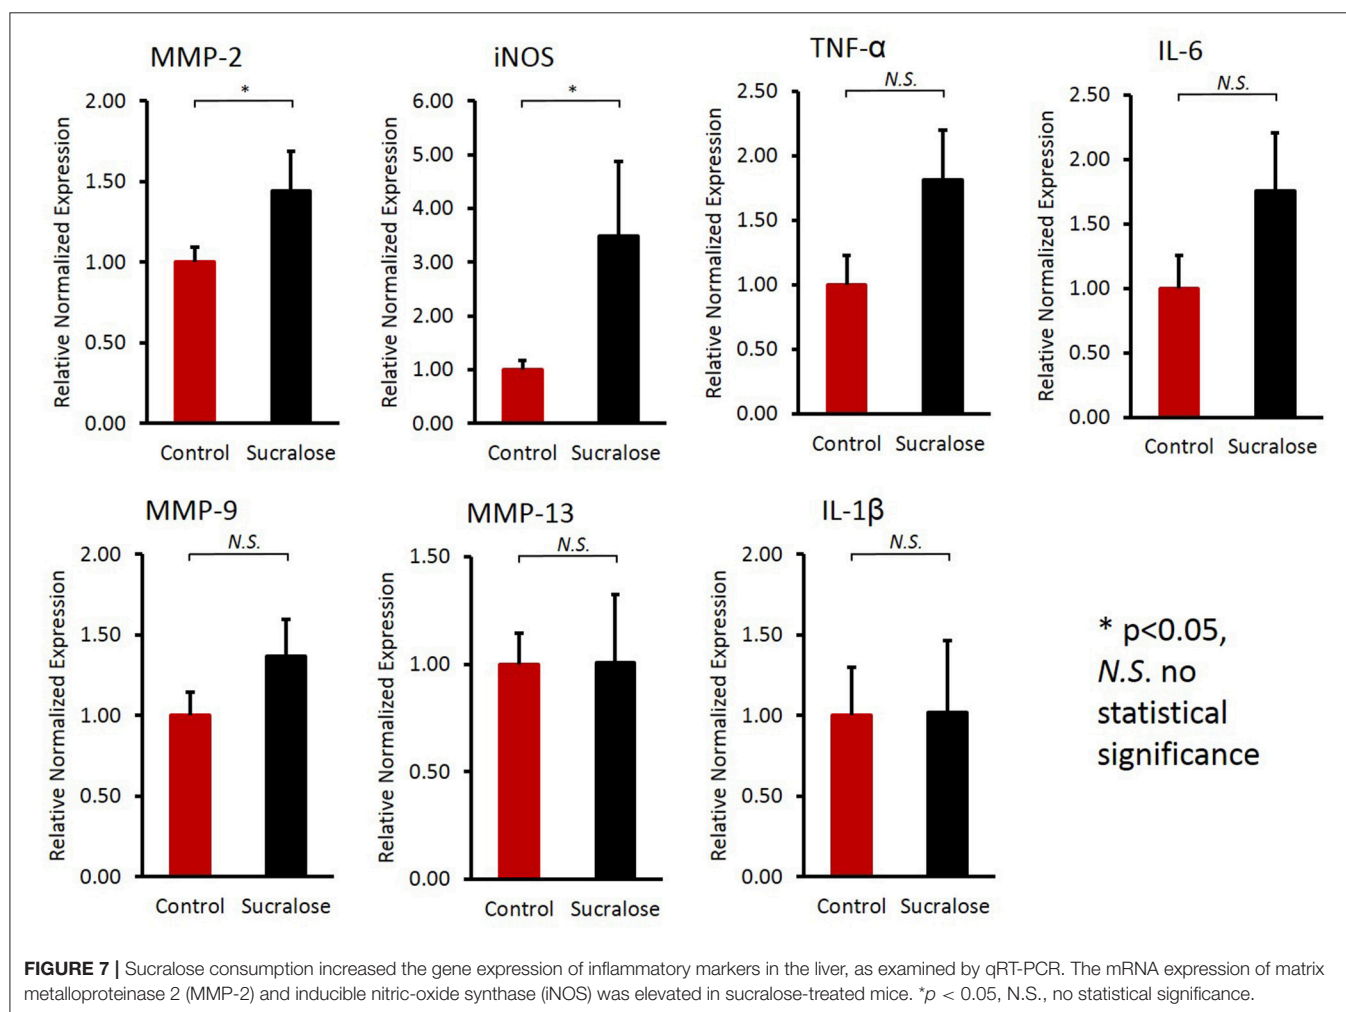 MMP-2
*
Relative Normalized Expression
2.00
1.50
1.00
0.50
0.00
Control Sucralose
iNOS
*
Relative Normalized Expression
6.00
5.00
4.00
3.00
2.00
1.00
0.00
Control Sucralose
TNF-α
N.S.
Relative Normalized Expression
2.50
2.00
1.50
1.00
0.50
0.00
Control Sucralose
IL-6
N.S.
Relative Normalized Expression
2.50
2.00
1.50
1.00
0.50
0.00
Control Sucralose
MMP-9
N.S.
Relative Normalized Expression
2.00
1.50
1.00
0.50
0.00
Control Sucralose
MMP-13
N.S.
Relative Normalized Expression
1.50
1.00
0.50
0.00
Control Sucralose
IL-1β
N.S.
Relative Normalized Expression
2.00
1.50
1.00
0.50
0.00
Control Sucralose
* p<0.05,
N.S. no
statistical
significance
FIGURE 7 | Sucralose consumption increased the gene expression of inflammatory markers in the liver, as examined by qRT-PCR. The mRNA expression of matrix
metalloproteinase 2 (MMP-2) and inducible nitric-oxide synthase (iNOS) was elevated in sucralose-treated mice. *p < 0.05, N.S., no statistical significance.